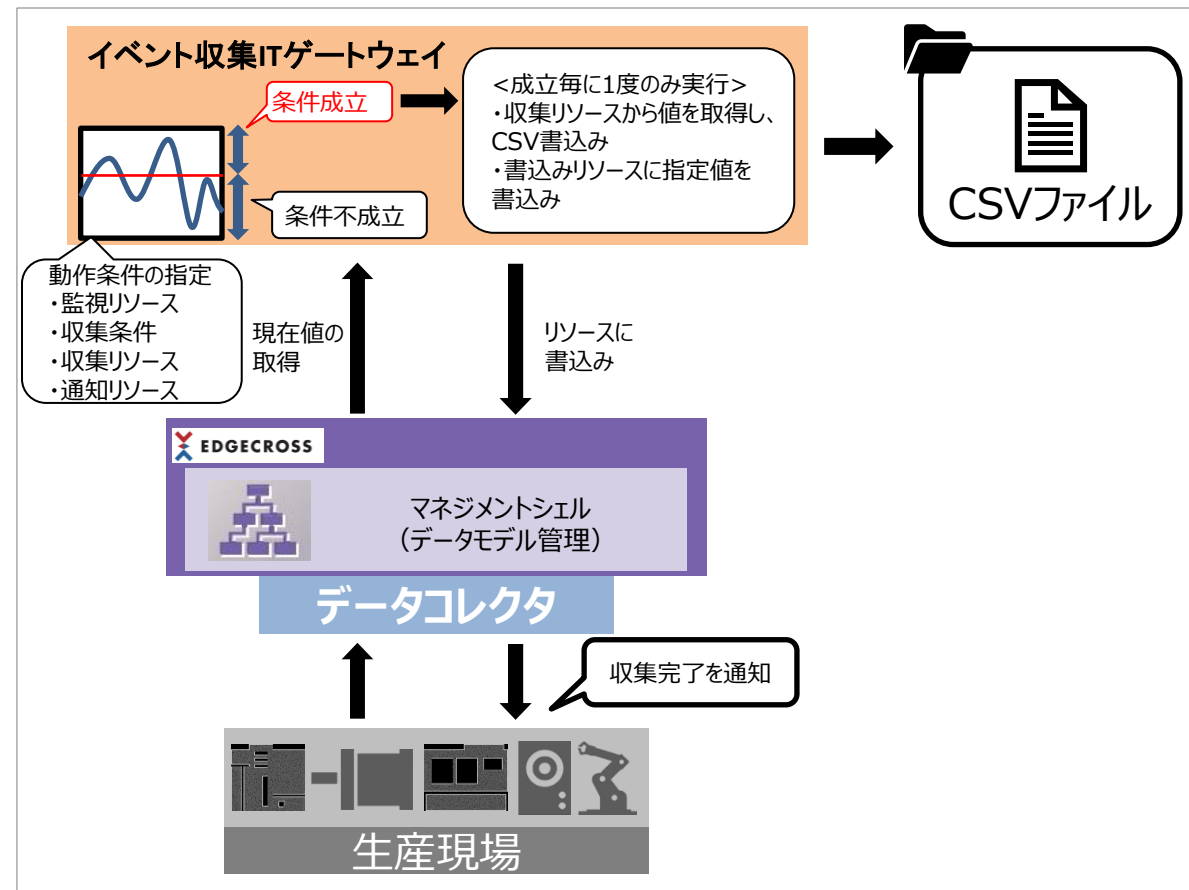 イベント収集ITゲートウェイ
条件成立
条件不成立
<成立毎に1度のみ実行>
・収集リソースから値を取得し、
CSV書込み
・書込みリソースに指定値を
書込み
CSVファイル
動作条件の指定
・監視リソース
・収集条件
・収集リソース
・通知リソース
現在値の
取得
リソースに
書込み
EDGECROSS
マネジメントシェル
(データモデル管理)
データコレクタ
収集完了を通知
生産現場